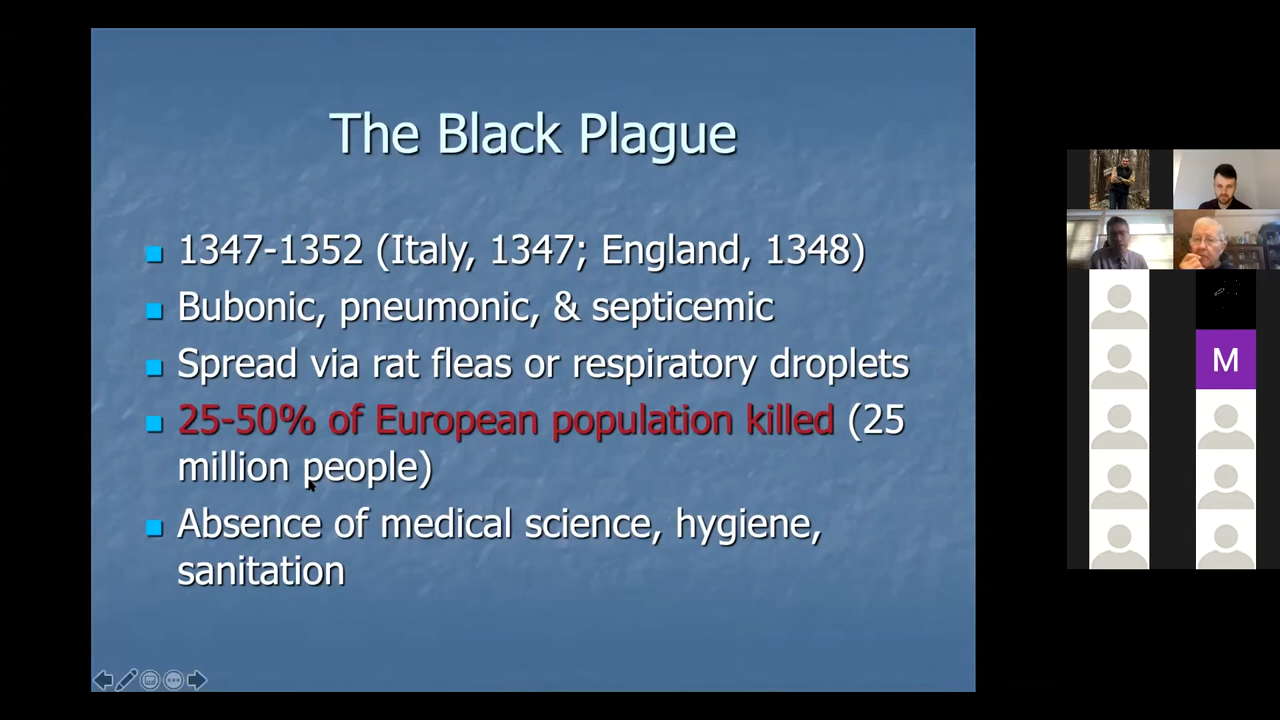 The Black Plague
1347-1352 (Italy, 1347; England, 1348)
Bubonic, pneumonic, & septicemic
Spread via rat fleas or respiratory droplets
25-50% of European population killed (25
million people)
Absence of medical science, hygiene,
sanitation
M